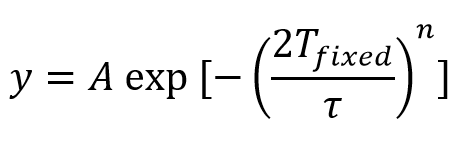 y = A exp [−(2T_fixed/τ)^n]